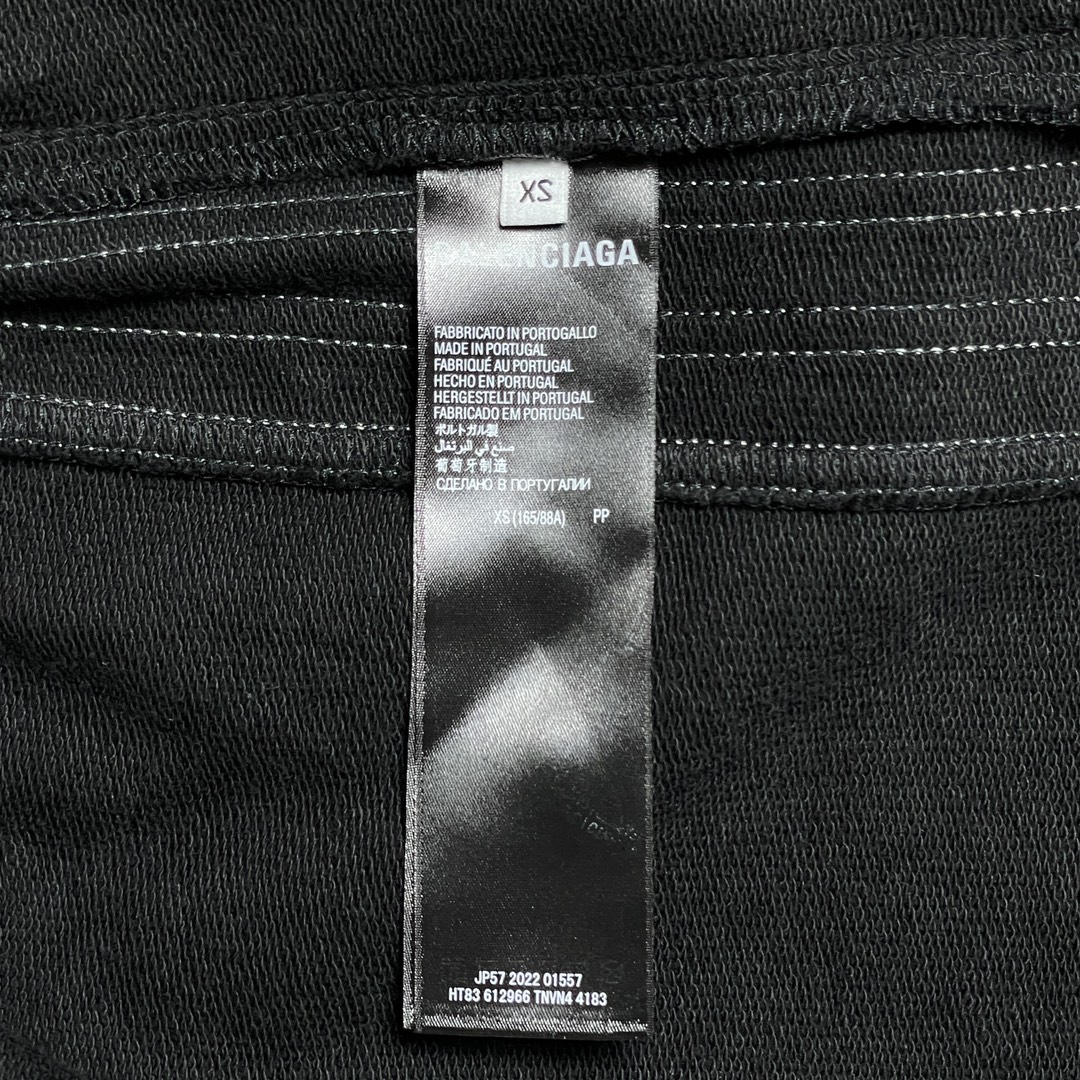 XS
BALENCIAGA
FABBRICATO IN PORTOGALLO
MADE IN PORTUGAL
FABRIQUÉ AU PORTUGAL
HECHO EN PORTUGAL
HERGESTELLT IN PORTUGAL
FABRICADO EM PORTUGAL
ポルトガル製
صنع في البرتغال
葡萄牙制造
СДЕЛАНО В ПОРТУГАЛИИ
XS (165/88A) PP
JP57 2022 01557
HT83 612966 TNVN4 4183